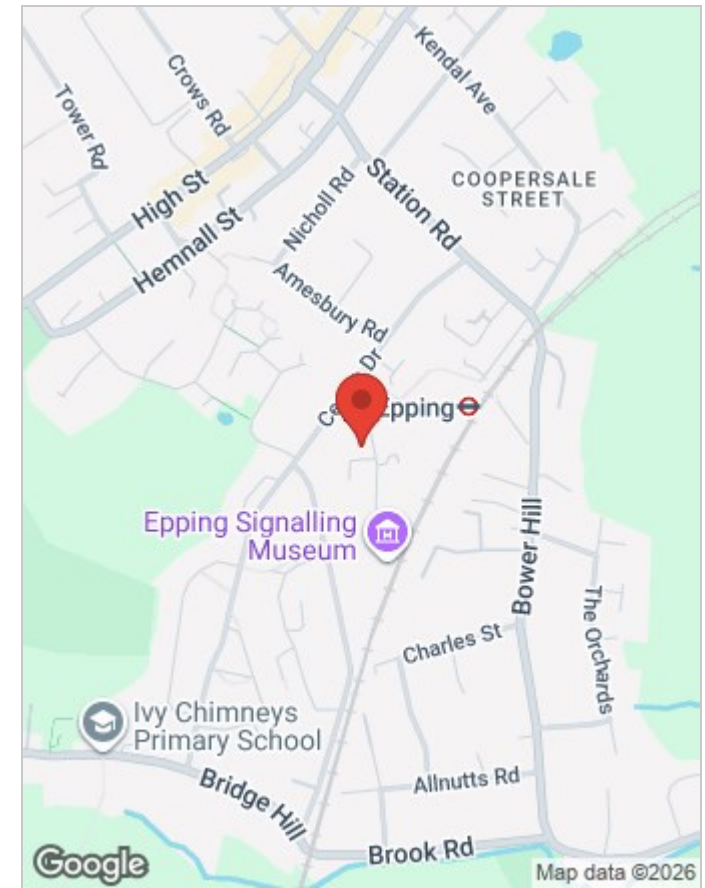 Kendal Ave
Crows Rd
Tower Rd
COOPERSALE
STREET
Station Rd
High St
Nicholl Rd
Hemnall St
Amesbury Rd
Dr
Epping
Epping Signalling
Museum
Bower Hill
The Orchards
Charles St
Ivy Chimneys
Primary School
Allnutts Rd
Bridge Hill
Brook Rd
Google
Map data ©2026